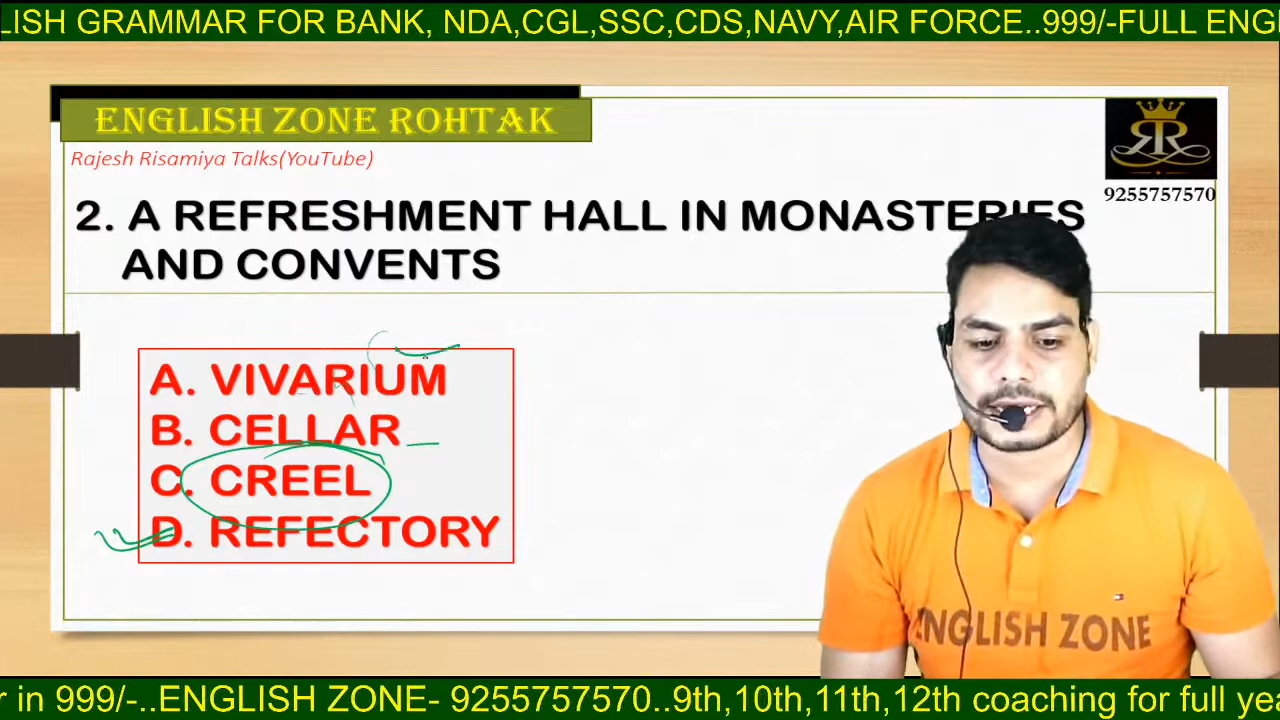 LISH GRAMMAR FOR BANK, NDA,CGL,SSC,CDS,NAVY,AIR FORCE..999/-FULL ENG
ENGLISH ZONE ROHTAK
Rajesh Risamiya Talks(YouTube)
RR
9255757570
2. A REFRESHMENT HALL IN MONASTERIES
AND CONVENTS
A. VIVARIUM
B. CELLAR
C. CREEL
D. REFECTORY
ENGLISH ZONE
r in 999/-..ENGLISH ZONE- 9255757570..9th,10th,11th,12th coaching for full yea